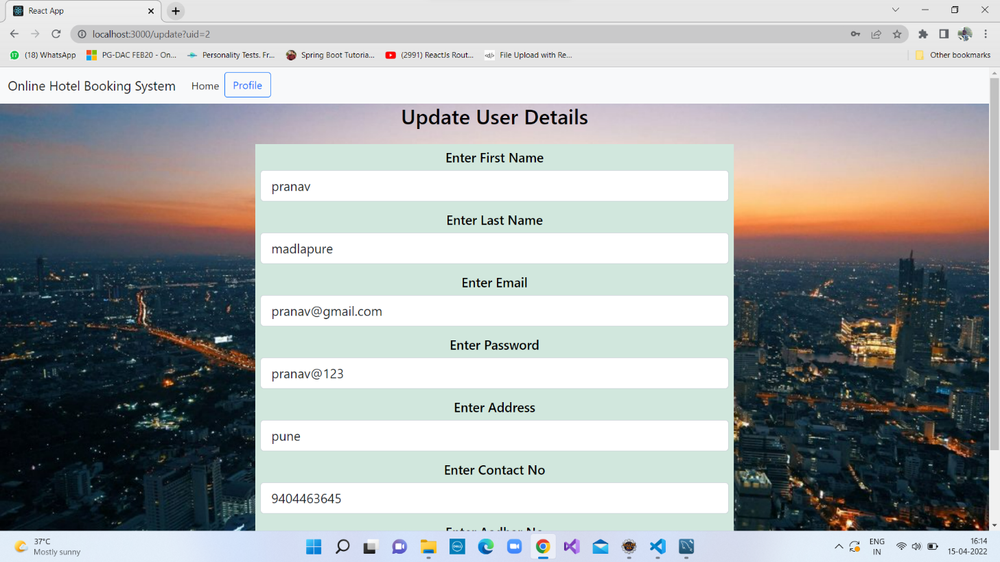 React App
localhost:3000/update?uid=2
(18) WhatsApp
PG-DAC FEB20 - On...
Personality Tests. Fr...
Spring Boot Tutoria...
(2991) ReactJs Rout...
File Upload with Re...
Other bookmarks
Online Hotel Booking System
Home
Profile
Update User Details
Enter First Name
pranav
Enter Last Name
madlapure
Enter Email
pranav@gmail.com
Enter Password
pranav@123
Enter Address
pune
Enter Contact No
9404463645
Enter Aadhar No
37°C
Mostly sunny
ENG
IN
16:14
15-04-2022